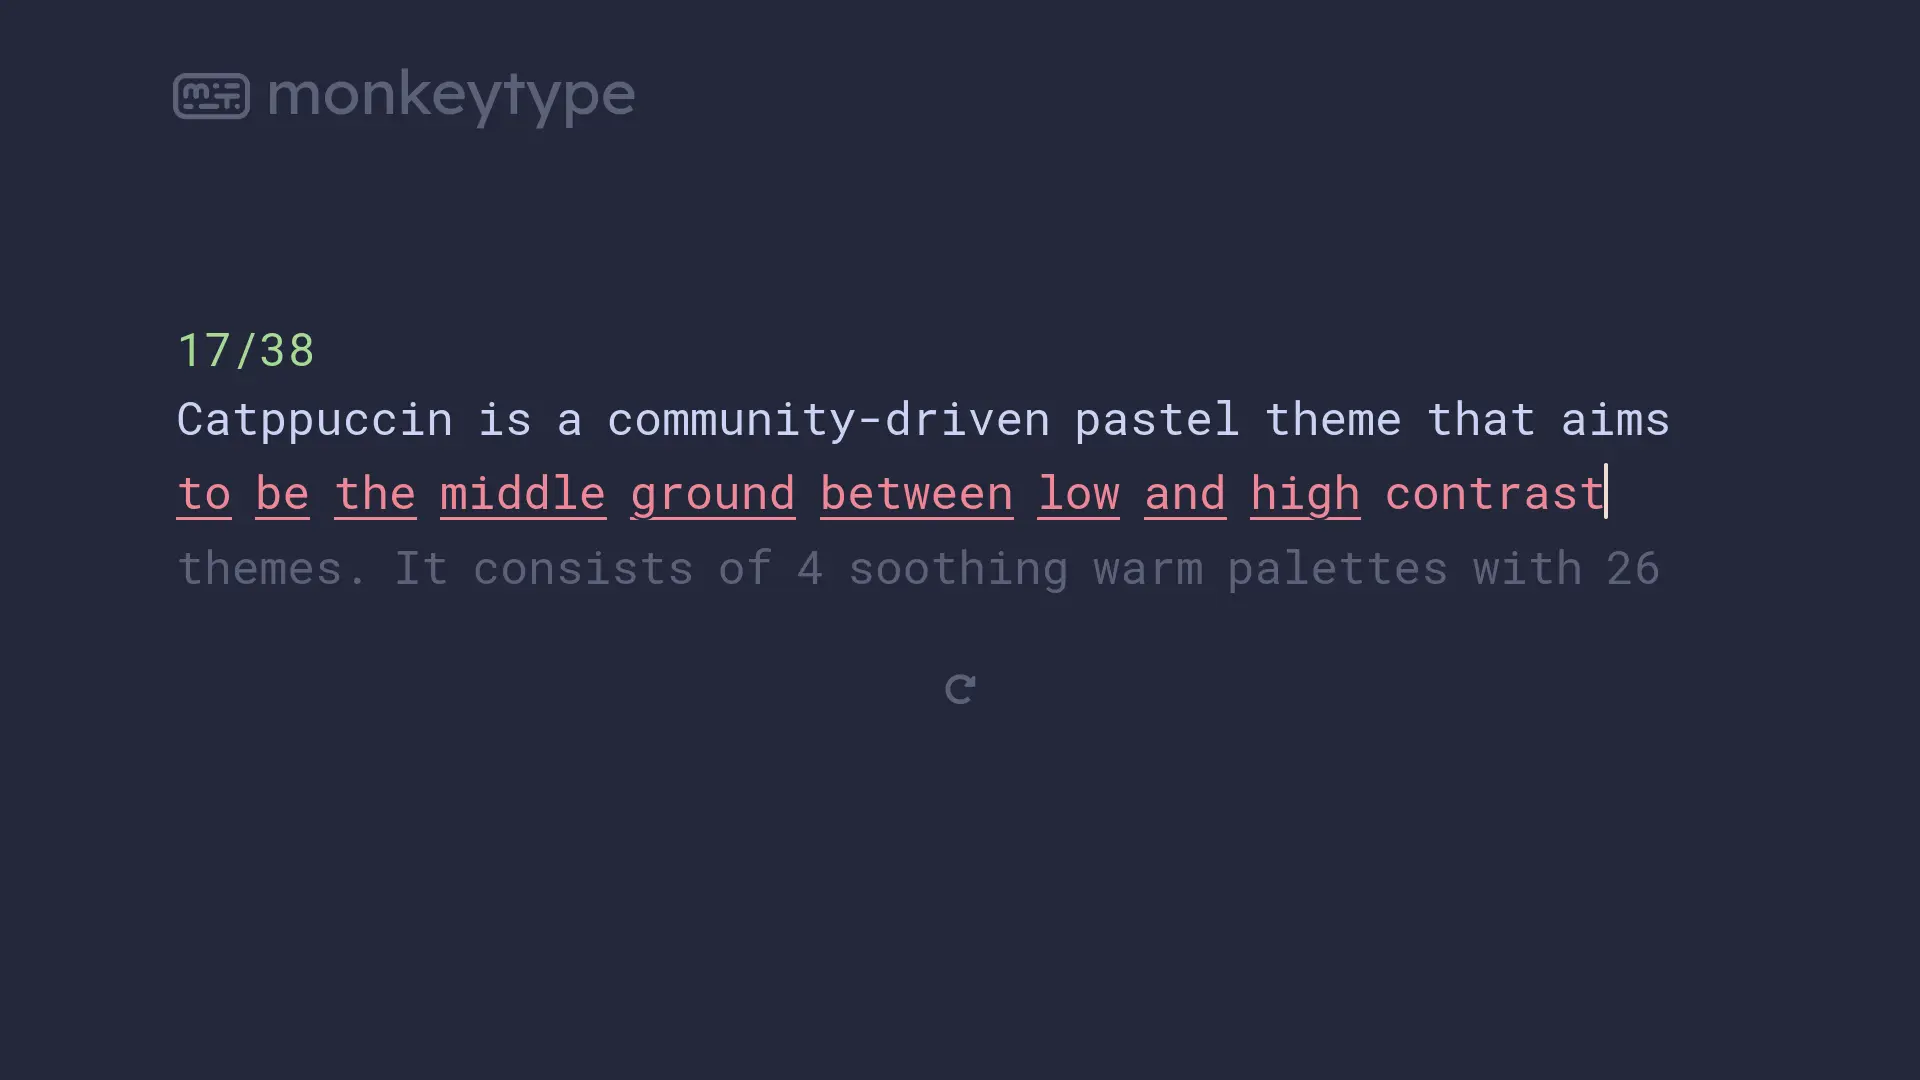 monkeytype
17/38
Catppuccin is a community-driven pastel theme that aims
to be the middle ground between low and high contrast
themes. It consists of 4 soothing warm palettes with 26